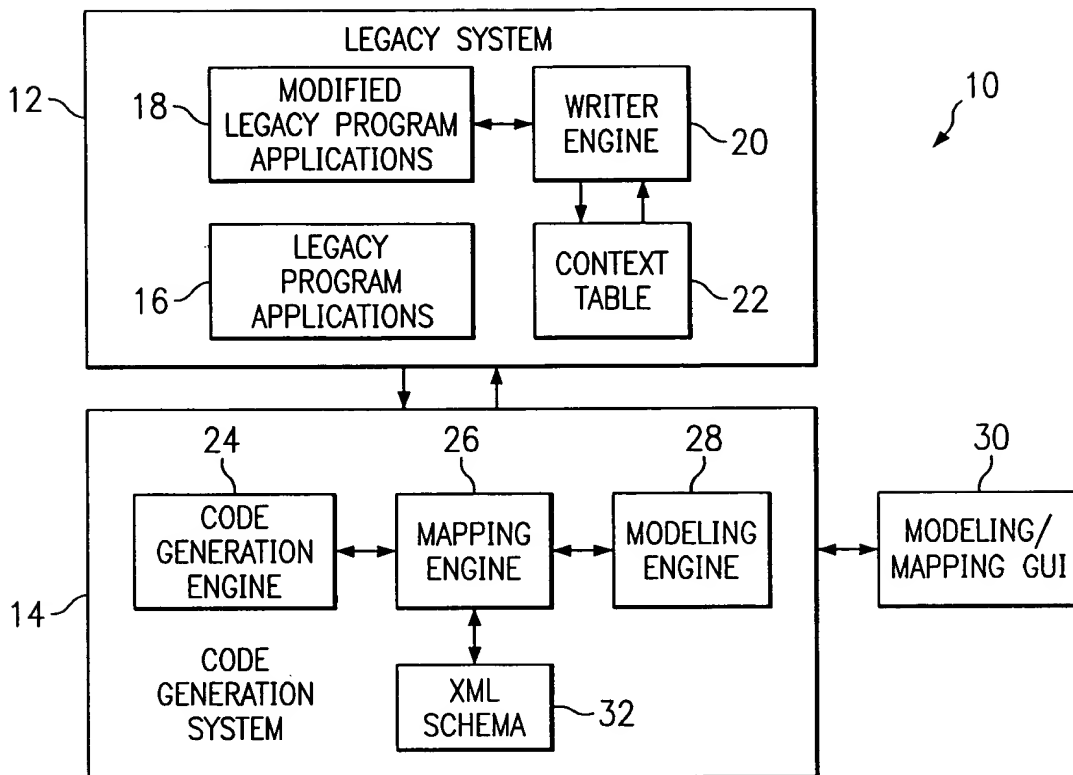 LEGACY SYSTEM
12
18
MODIFIED
LEGACY PROGRAM
APPLICATIONS
WRITER
ENGINE
20
10
16
LEGACY
PROGRAM
APPLICATIONS
CONTEXT
TABLE
22
24
26
28
30
CODE
GENERATION
ENGINE
MAPPING
ENGINE
MODELING
ENGINE
MODELING/
MAPPING GUI
14
CODE
GENERATION
SYSTEM
XML
SCHEMA
32